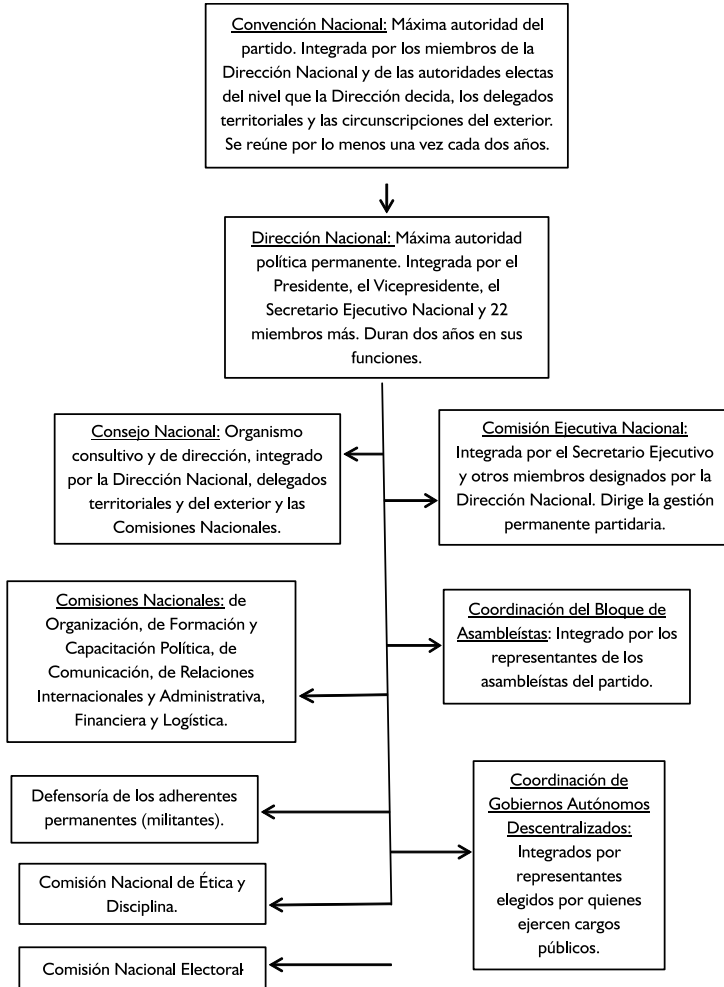 Convención Nacional: Máxima autoridad del
partido. Integrada por los miembros de la
Dirección Nacional y de las autoridades electas
del nivel que la Dirección decida, los delegados
territoriales y las circunscripciones del exterior.
Se reúne por lo menos una vez cada dos años.
Dirección Nacional: Máxima autoridad
política permanente. Integrada por el
Presidente, el Vicepresidente, el
Secretario Ejecutivo Nacional y 22
miembros más. Duran dos años en sus
funciones.
Consejo Nacional: Organismo
consultivo y de dirección, integrado
por la Dirección Nacional, delegados
territoriales y del exterior y las
Comisiones Nacionales.
Comisión Ejecutiva Nacional:
Integrada por el Secretario Ejecutivo
y otros miembros designados por la
Dirección Nacional. Dirige la gestión
permanente partidaria.
Comisiones Nacionales: de
Organización, de Formación y
Capacitación Política, de
Comunicación, de Relaciones
Internacionales y Administrativa,
Financiera y Logística.
Coordinación del Bloque de
Asambleístas: Integrado por los
representantes de los
asambleístas del partido.
Defensoría de los adherentes
permanentes (militantes).
Coordinación de
Gobiernos Autónomos
Descentralizados:
Integrados por
representantes
elegidos por quienes
ejercen cargos
públicos.
Comisión Nacional de Ética y
Disciplina.
Comisión Nacional Electoral